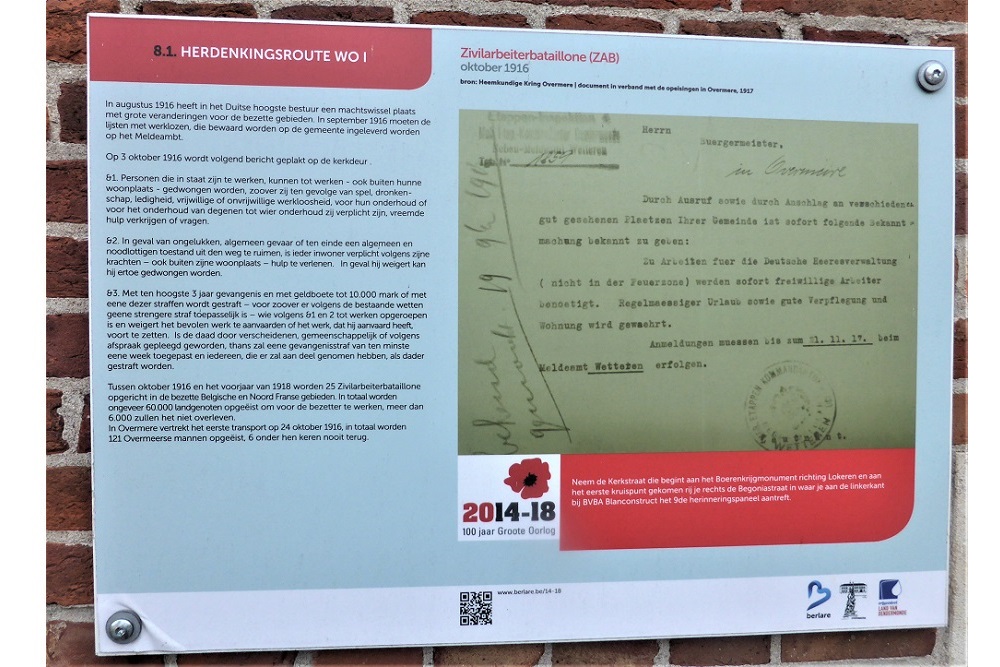 8.1. HERDENKINGSROUTE WO I
In augustus 1916 heeft in het Duitse hoogste bestuur een machtswissel plaats
met grote veranderingen voor de bezette gebieden. In september 1916 moeten de
lijsten met werklozen, die bewaard worden op de gemeente ingeleverd worden
op het Meldeambt.
Op 3 oktober 1916 wordt volgend bericht geplakt op de kerkdeur .
&1. Personen die in staat zijn te werken, kunnen tot werken - ook buiten hunne
woonplaats - gedwongen worden, zoover zij ten gevolge van spel, dronken-
schap, ledigheid, vrijwillige of onvrijwillige werkloosheid, voor hun onderhoud of
voor het onderhoud van degenen tot wier onderhoud zij verplicht zijn, vreemde
hulp verkrijgen of vragen.
&2. In geval van ongelukken, algemeen gevaar of ten einde een algemeen en
noodlottigen toestand uit den weg te ruimen, is ieder inwoner verplicht volgens zijne
krachten – ook buiten zijne woonplaats – hulp te verlenen. In geval hij weigert kan
hij ertoe gedwongen worden.
&3. Met ten hoogste 3 jaar gevangenis en met geldboete tot 10.000 mark of met
eene dezer straffen wordt gestraft – voor zoover er volgens de bestaande wetten
geene strengere straf toepasselijk is – wie volgens &1 en 2 tot werken opgeroepen
is en weigert het bevolen werk te aanvaarden of het werk, dat hij aanvaard heeft,
voort te zetten. Is de daad door verscheidenen, gemeenschappelijk of volgens
afspraak gepleegd geworden, thans zal eene gevangenisstraf van ten minste
eene week toegepast en iedereen, die er zal aan deel genomen hebben, als dader
gestraft worden.
Tussen oktober 1916 en het voorjaar van 1918 worden 25 Zivilarbeiterbataillone
opgericht in de bezette Belgische en Noord Franse gebieden. In totaal worden
ongeveer 60.000 landgenoten opgeëist om voor de bezetter te werken, meer dan
6.000 zullen het niet overleven.
In Overmere vertrekt het eerste transport op 24 oktober 1916, in totaal worden
121 Overmeerse mannen opgeëist, 6 onder hen keren nooit terug.
Zivilarbeiterbataillone (ZAB)
oktober 1916
bron: Heemkundige Kring Overmere | document in verband met de opeisingen in Overmere, 1917
Herrn
Buergermeister,
in Overmeire
Durch Ausruf sowie durch Anschlag an verschiedenen
gut gesehenen Plaetzen Ihrer Gemeinde ist sofort folgende Bekannt -
machung bekannt zu geben:
Zu Arbeiten fuer die Deutsche Heeresverwaltung
( nicht in der Feuerzone) werden sofort freiwillige Arbeiter
benoetigt. Regelmaessiger Urlaub sowie gute Verpflegung und
Wohnung wird gewaehrt.
Anmeldungen muessen bis zum 21. 11. 17. beim
Meldeamt Wetteren erfolgen.
WETTEREN
2014-18
100 jaar Groote Oorlog
Neem de Kerkstraat die begint aan het Boerenkrijgmonument richting Lokeren en aan
het eerste kruispunt gekomen rij je rechts de Begoniastraat in waar je aan de linkerkant
bij BVBA Blanconstruct het 9de herinneringspaneel aantreft.
www.berlare.be/14-18
berlare
LAND VAN
DENDERMONDE